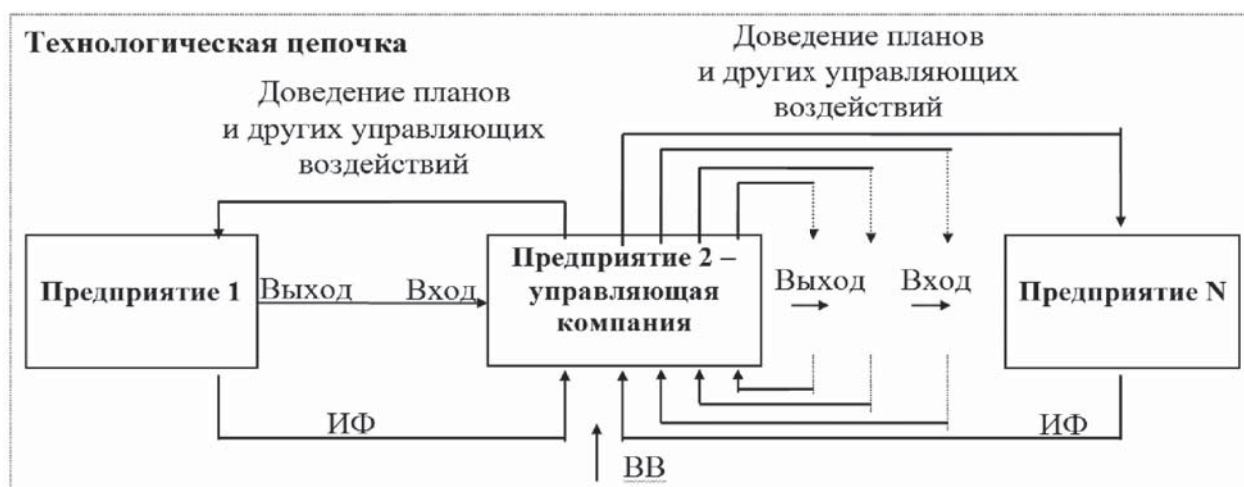 Технологическая цепочка
Доведение планов
и других управляющих
воздействий
Доведение планов
и других управляющих
воздействий
Предприятие 1
Выход
Вход
Предприятие 2 –
управляющая
компания
Выход
Вход
Предприятие N
ИФ
ИФ
ВВ